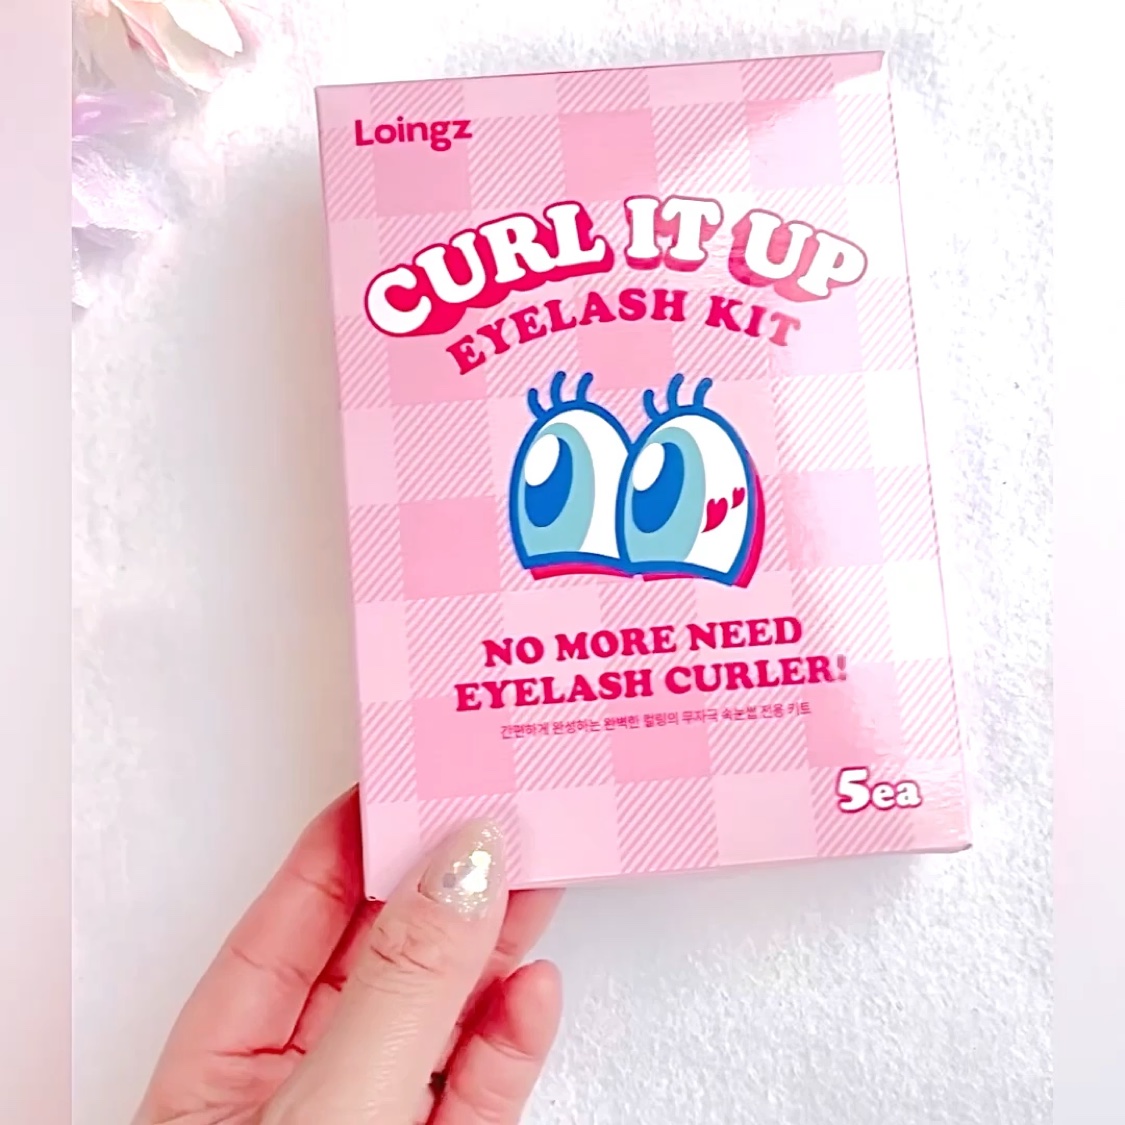 Loingz
CURL IT UP
EYELASH KIT
NO MORE NEED
EYELASH CURLER!
간편하게 완성하는 완벽한 컬링의 무자극 속눈썹 전용 키트
5ea